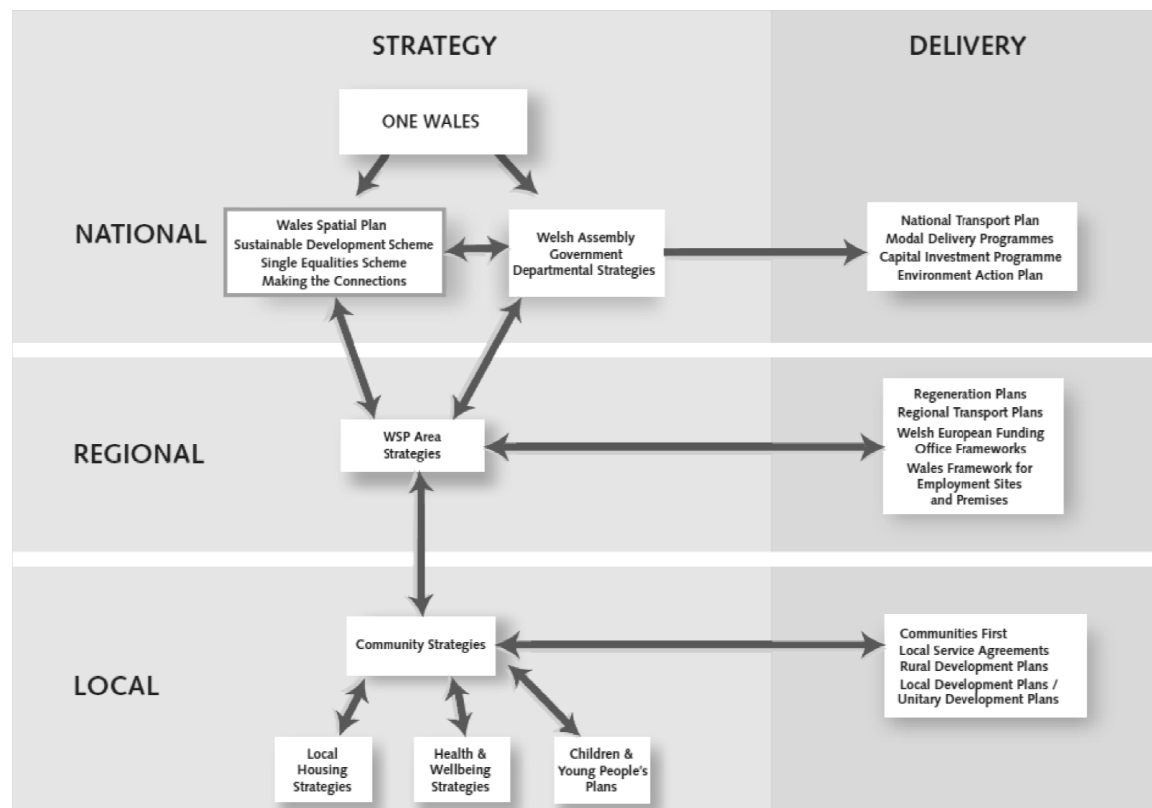 STRATEGY
DELIVERY
ONE WALES
NATIONAL
Wales Spatial Plan
Sustainable Development Scheme
Single Equalities Scheme
Making the Connections
Welsh Assembly
Government
Departmental Strategies
National Transport Plan
Modal Delivery Programmes
Capital Investment Programme
Environment Action Plan
REGIONAL
WSP Area
Strategies
Regeneration Plans
Regional Transport Plans
Welsh European Funding
Office Frameworks
Wales Framework for
Employment Sites
and Premises
LOCAL
Community Strategies
Communities First
Local Service Agreements
Rural Development Plans
Local Development Plans /
Unitary Development Plans
Local
Housing
Strategies
Health &
Wellbeing
Strategies
Children &
Young People's
Plans